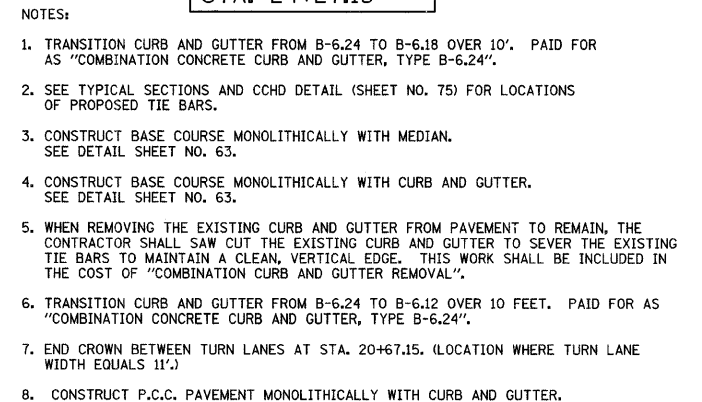 NOTES:
1. TRANSITION CURB AND GUTTER FROM B-6.24 TO B-6.18 OVER 10'. PAID FOR
AS "COMBINATION CONCRETE CURB AND GUTTER, TYPE B-6.24".
2. SEE TYPICAL SECTIONS AND CCHD DETAIL (SHEET NO. 75) FOR LOCATIONS
OF PROPOSED TIE BARS.
3. CONSTRUCT BASE COURSE MONOLITHICALLY WITH MEDIAN.
SEE DETAIL SHEET NO. 63.
4. CONSTRUCT BASE COURSE MONOLITHICALLY WITH CURB AND GUTTER.
SEE DETAIL SHEET NO. 63.
5. WHEN REMOVING THE EXISTING CURB AND GUTTER FROM PAVEMENT TO REMAIN, THE
CONTRACTOR SHALL SAW CUT THE EXISTING CURB AND GUTTER TO SEVER THE EXISTING
TIE BARS TO MAINTAIN A CLEAN, VERTICAL EDGE. THIS WORK SHALL BE INCLUDED IN
THE COST OF "COMBINATION CURB AND GUTTER REMOVAL".
6. TRANSITION CURB AND GUTTER FROM B-6.24 TO B-6.12 OVER 10 FEET. PAID FOR AS
"COMBINATION CONCRETE CURB AND GUTTER, TYPE B-6.24".
7. END CROWN BETWEEN TURN LANES AT STA. 20+67.15. (LOCATION WHERE TURN LANE
WIDTH EQUALS 11'.)
8. CONSTRUCT P.C.C. PAVEMENT MONOLITHICALLY WITH CURB AND GUTTER.